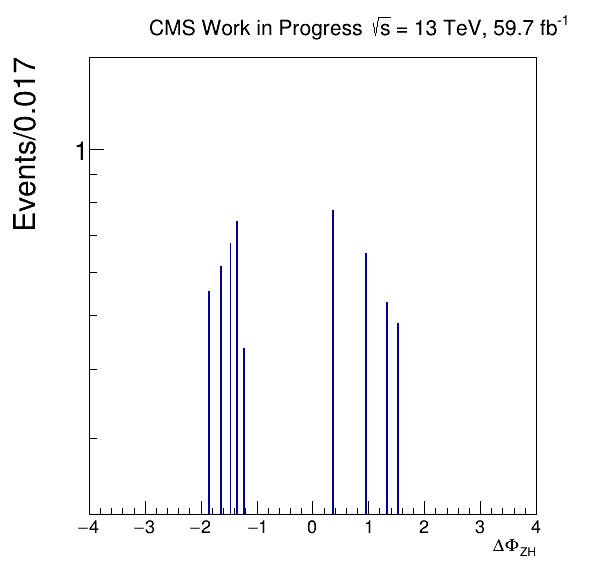 CMS Work in Progress √s = 13 TeV, 59.7 fb⁻¹
Events/0.017
1
−4 −3 −2 −1 0 1 2 3 4
ΔΦ_ZH